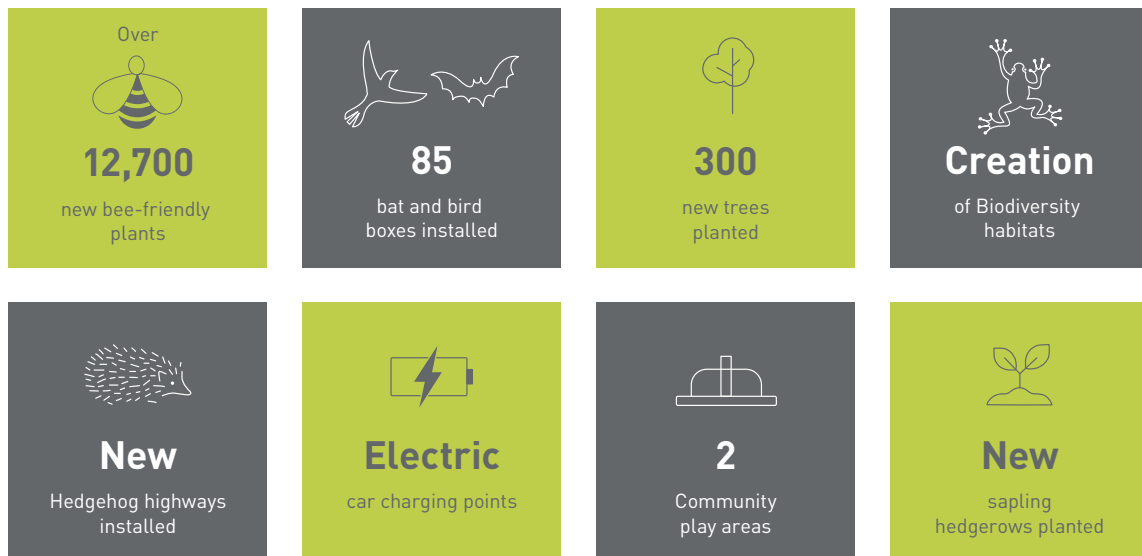 Over
12,700
new bee-friendly
plants
85
bat and bird
boxes installed
300
new trees
planted
Creation
of Biodiversity
habitats
New
Hedgehog highways
installed
Electric
car charging points
2
Community
play areas
New
sapling
hedgerows planted